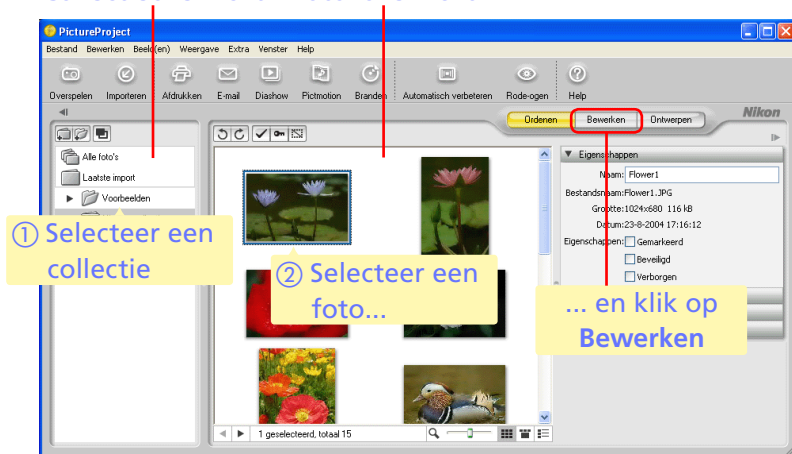 PictureProject
Bestand Bewerken Beeld(en) Weergave Extra Venster Help
Overspelen Importeren Afdrukken E-mail Diashow Pictmotion Branden Automatisch verbeteren Rode-ogen Help
Ordenen Bewerken Ontwerpen
Nikon
Alle foto's
Laatste import
Voorbeelden
① Selecteer een
collectie
② Selecteer een
foto...
1 geselecteerd, totaal 15
Eigenschappen
Naam: Flower1
Bestandsnaam: Flower1.JPG
Grootte: 1024x680 116 kB
Datum: 23-8-2004 17:16:12
Eigenschappen: Gemarkeerd
Beveiligd
Verborgen
... en klik op
Bewerken